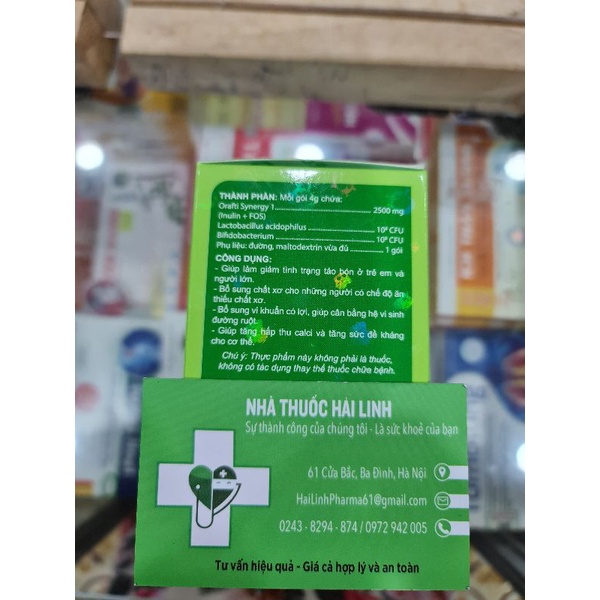 THÀNH PHẦN: Mỗi gói 4g chứa:
Orafti Synergy 1 2500 mg
(Inulin + FOS)
Lactobacillus acidophilus 10⁸ CFU
Bifidobacterium 10⁸ CFU
Phụ liệu: đường, maltodextrin vừa đủ 1 gói
CÔNG DỤNG:
- Giúp làm giảm tình trạng táo bón ở trẻ em và
người lớn.
- Bổ sung chất xơ cho những người có chế độ ăn
thiếu chất xơ.
- Bổ sung vi khuẩn có lợi, giúp cân bằng hệ vi sinh
đường ruột.
- Giúp tăng hấp thu calci và tăng sức đề kháng
cho cơ thể.
Chú ý: Thực phẩm này không phải là thuốc,
không có tác dụng thay thế thuốc chữa bệnh.
NHÀ THUỐC HẢI LINH
Sự thành công của chúng tôi - Là sức khoẻ của bạn
61 Cửa Bắc, Ba Đình, Hà Nội
HaiLinhPharma61@gmail.com
0243 - 8294 - 874 / 0972 942 005
Tư vấn hiệu quả - Giá cả hợp lý và an toàn